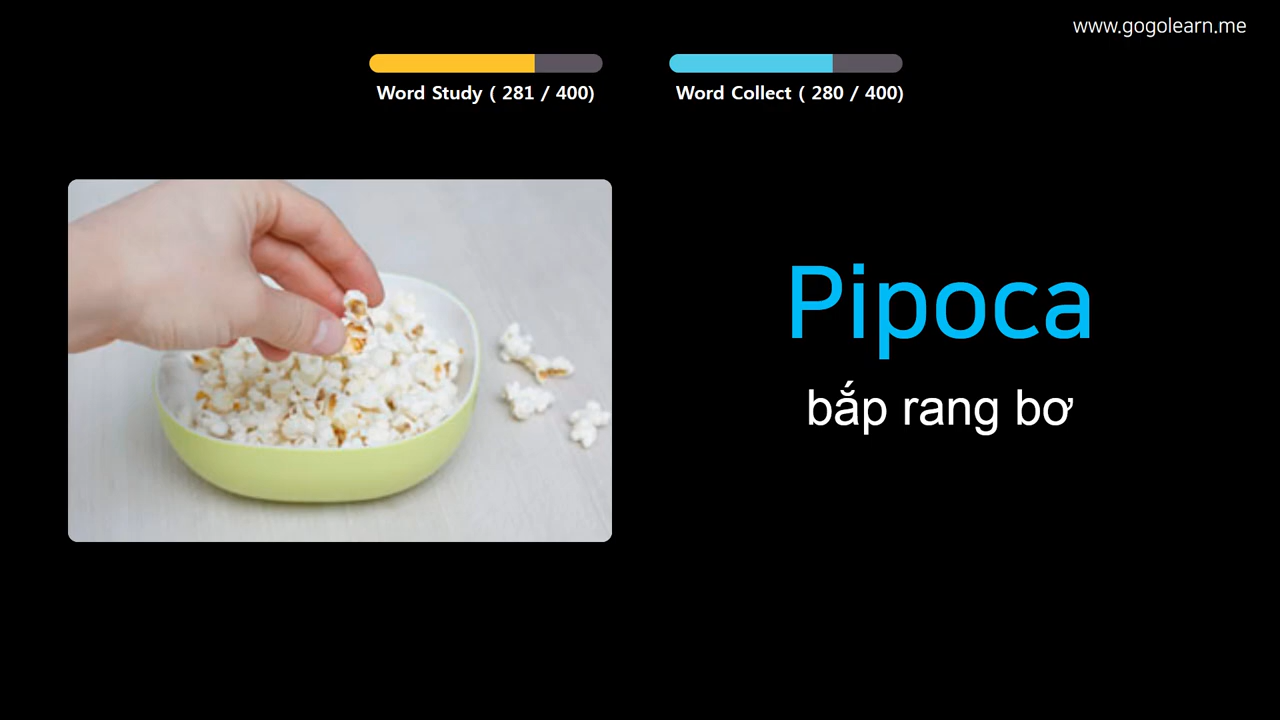 www.gogolearn.me
Word Study ( 281 / 400)
Word Collect ( 280 / 400)
Pipoca
bắp rang bơ